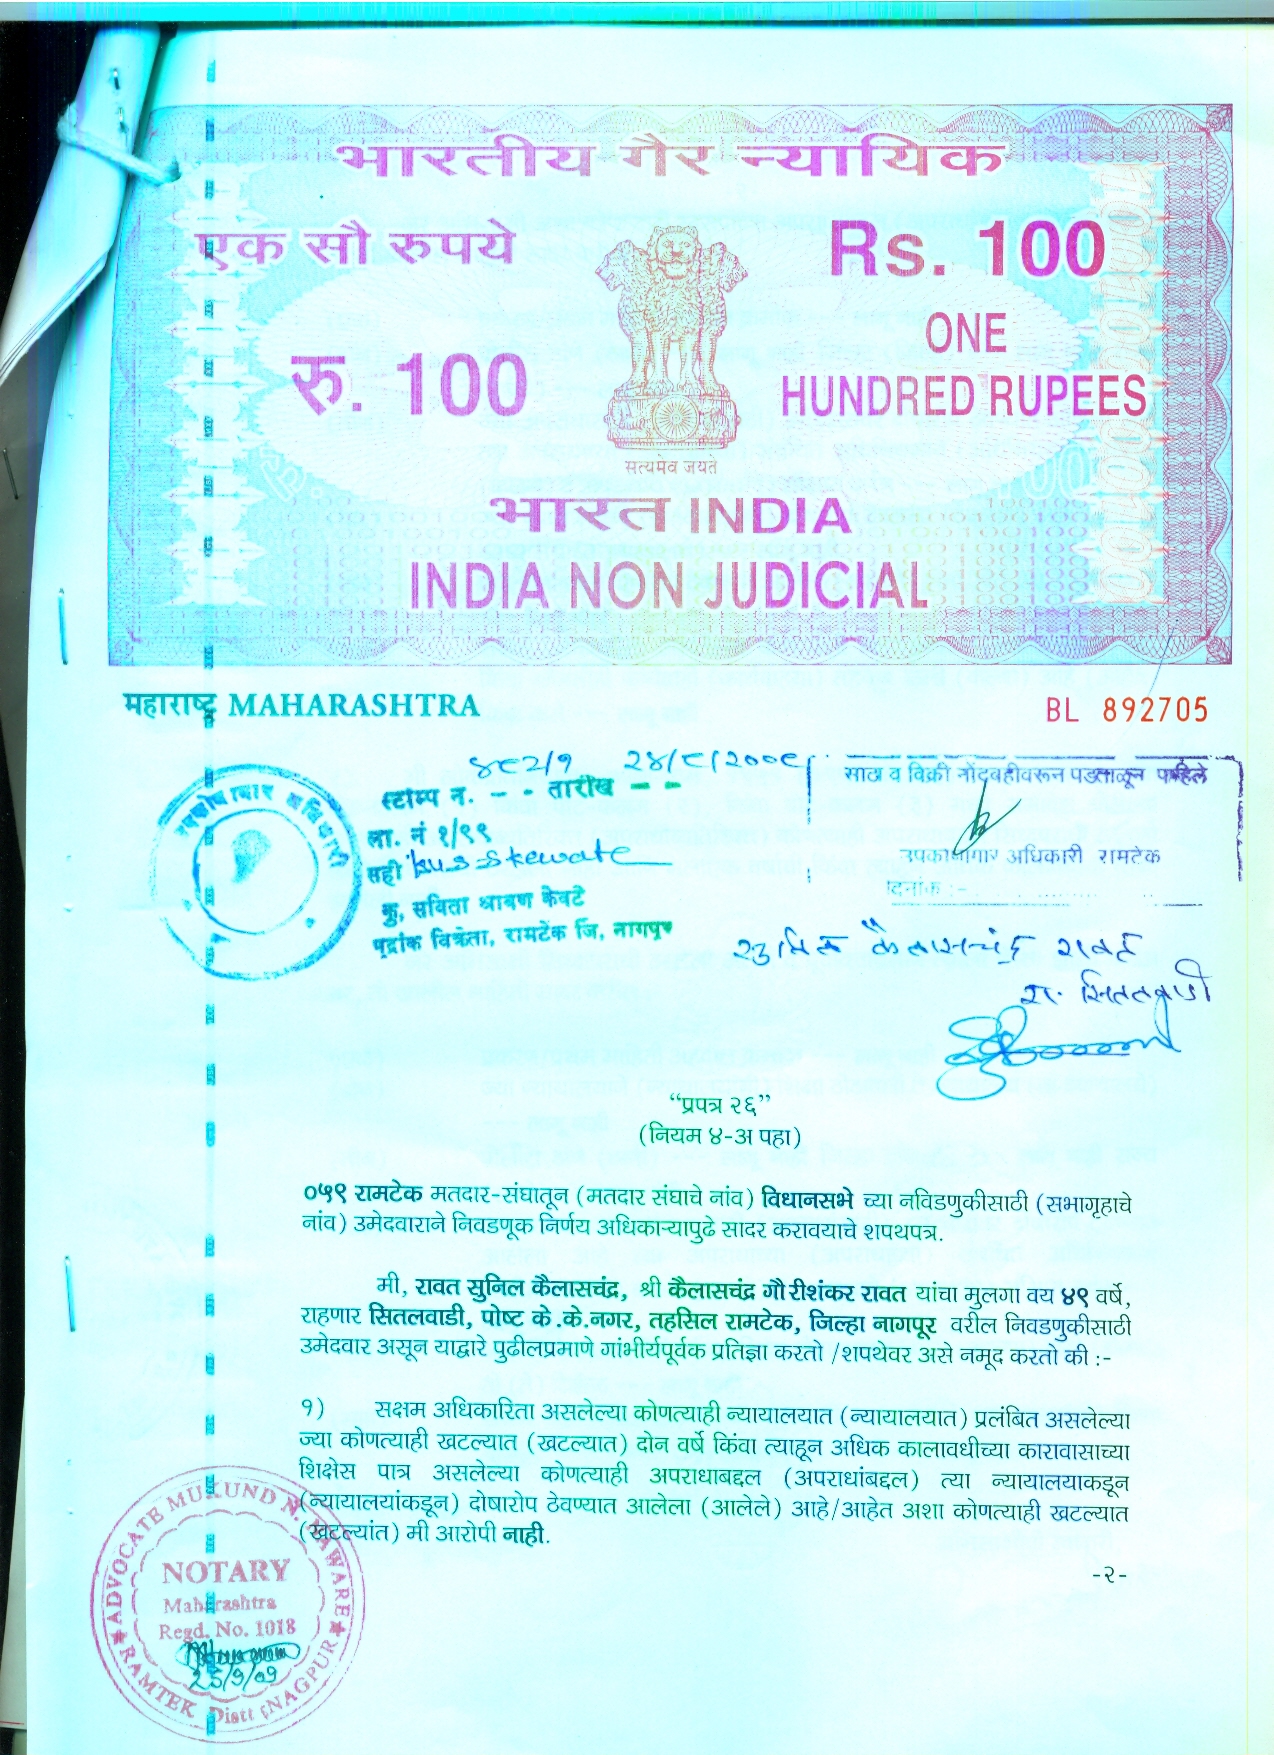 भारतीय गैर न्यायिक
एक सौ रुपये
Rs. 100
रु. 100
ONE
HUNDRED RUPEES
सत्यमेव जयते
भारत INDIA
INDIA NON JUDICIAL
महाराष्ट्र MAHARASHTRA
BL 892705
स्टॉम्प न. - - तारीख - -
ला. नं १/९९
सही
कु, सविता श्रावण केवटे
मुद्रांक विक्रेता, रामटेक जि, नागपुर
साठा व विक्री नोंदवहीवरून पडताळून पाहिले
उपकोषागार अधिकारी रामटेक
दिनांक :-
सुनिल कैलासचंद्र रावत
रा. सितलवाडी
“प्रपत्र २६”
(नियम ४-अ पहा)
०५९ रामटेक मतदार-संघातून (मतदार संघाचे नांव) विधानसभे च्या नविडणुकीसाठी (सभागृहाचे
नांव) उमेदवाराने निवडणूक निर्णय अधिकाऱ्यापुढे सादर करावयाचे शपथपत्र.
मी, रावत सुनिल कैलासचंद्र, श्री कैलासचंद्र गौरीशंकर रावत यांचा मुलगा वय ४९ वर्षे,
राहणार सितलवाडी, पोष्ट के.के.नगर, तहसिल रामटेक, जिल्हा नागपूर वरील निवडणुकीसाठी
उमेदवार असून याद्वारे पुढीलप्रमाणे गांभीर्यपूर्वक प्रतिज्ञा करतो /शपथेवर असे नमूद करतो की :-
१) सक्षम अधिकारिता असलेल्या कोणत्याही न्यायालयात (न्यायालयात) प्रलंबित असलेल्या
ज्या कोणत्याही खटल्यात (खटल्यात) दोन वर्षे किंवा त्याहून अधिक कालावधीच्या कारावासाच्या
शिक्षेस पात्र असलेल्या कोणत्याही अपराधाबद्दल (अपराधांबद्दल) त्या न्यायालयाकडून
(न्यायालयांकडून) दोषारोप ठेवण्यात आलेला (आलेले) आहे/आहेत अशा कोणत्याही खटल्यात
(खटल्यांत) मी आरोपी नाही.
-२-
ADVOCATE MUKUND N. NAWARE
NOTARY
Maharashtra
Regd. No. 1018
25/9/09
RAMTEK Distt (NAGPUR)